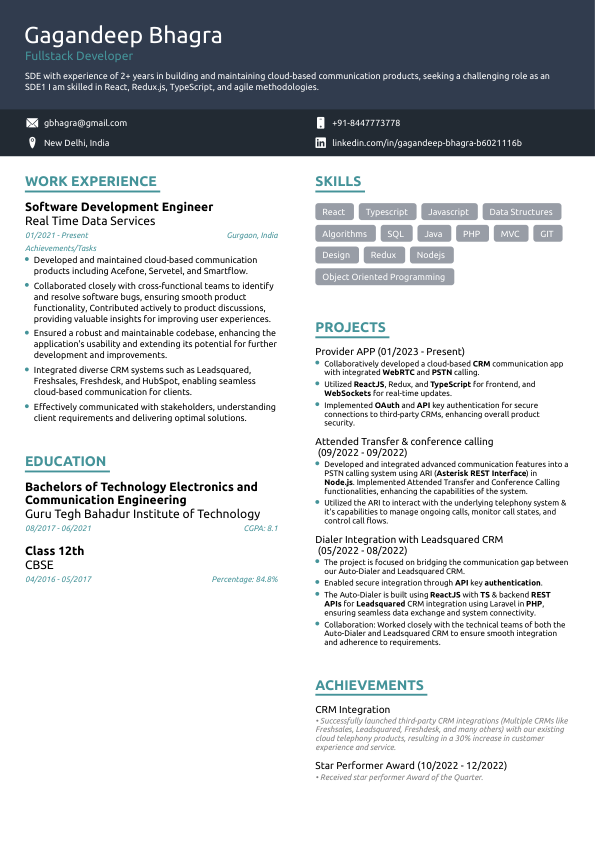 Gagandeep Bhagra
Fullstack Developer
SDE with experience of 2+ years in building and maintaining cloud-based communication products, seeking a challenging role as an
SDE1 I am skilled in React, Redux.js, TypeScript, and agile methodologies.
gbhagra@gmail.com
+91-8447773778
New Delhi, India
linkedin.com/in/gagandeep-bhagra-b6021116b
WORK EXPERIENCE
Software Development Engineer
Real Time Data Services
01/2021 - Present
Gurgaon, India
Achievements/Tasks
• Developed and maintained cloud-based communication
products including Acefone, Servetel, and Smartflow.
• Collaborated closely with cross-functional teams to identify
and resolve software bugs, ensuring smooth product
functionality, Contributed actively to product discussions,
providing valuable insights for improving user experiences.
• Ensured a robust and maintainable codebase, enhancing the
application's usability and extending its potential for further
development and improvements.
• Integrated diverse CRM systems such as Leadsquared,
Freshsales, Freshdesk, and HubSpot, enabling seamless
cloud-based communication for clients.
• Effectively communicated with stakeholders, understanding
client requirements and delivering optimal solutions.
EDUCATION
Bachelors of Technology Electronics and
Communication Engineering
Guru Tegh Bahadur Institute of Technology
08/2017 - 06/2021
CGPA: 8.1
Class 12th
CBSE
04/2016 - 05/2017
Percentage: 84.8%
SKILLS
React Typescript Javascript Data Structures
Algorithms SQL Java PHP MVC GIT
Design Redux Nodejs
Object Oriented Programming
PROJECTS
Provider APP (01/2023 - Present)
• Collaboratively developed a cloud-based CRM communication app
with integrated WebRTC and PSTN calling.
• Utilized ReactJS, Redux, and TypeScript for frontend, and
WebSockets for real-time updates.
• Implemented OAuth and API key authentication for secure
connections to third-party CRMs, enhancing overall product
security.
Attended Transfer & conference calling
(09/2022 - 09/2022)
• Developed and integrated advanced communication features into a
PSTN calling system using ARI (Asterisk REST Interface) in
Node.js. Implemented Attended Transfer and Conference Calling
functionalities, enhancing the capabilities of the system.
• Utilized the ARI to interact with the underlying telephony system &
it's capabilities to manage ongoing calls, monitor call states, and
control call flows.
Dialer Integration with Leadsquared CRM
(05/2022 - 08/2022)
• The project is focused on bridging the communication gap between
our Auto-Dialer and Leadsquared CRM.
• Enabled secure integration through API key authentication.
• The Auto-Dialer is built using ReactJS with TS & backend REST
APIs for Leadsquared CRM integration using Laravel in PHP,
ensuring seamless data exchange and system connectivity.
• Collaboration: Worked closely with the technical teams of both the
Auto-Dialer and Leadsquared CRM to ensure smooth integration
and adherence to requirements.
ACHIEVEMENTS
CRM Integration
• Successfully launched third-party CRM integrations (Multiple CRMs like
Freshsales, Leadsquared, Freshdesk, and many others) with our existing
cloud telephony products, resulting in a 30% increase in customer
experience and service.
Star Performer Award (10/2022 - 12/2022)
• Received star performer Award of the Quarter.